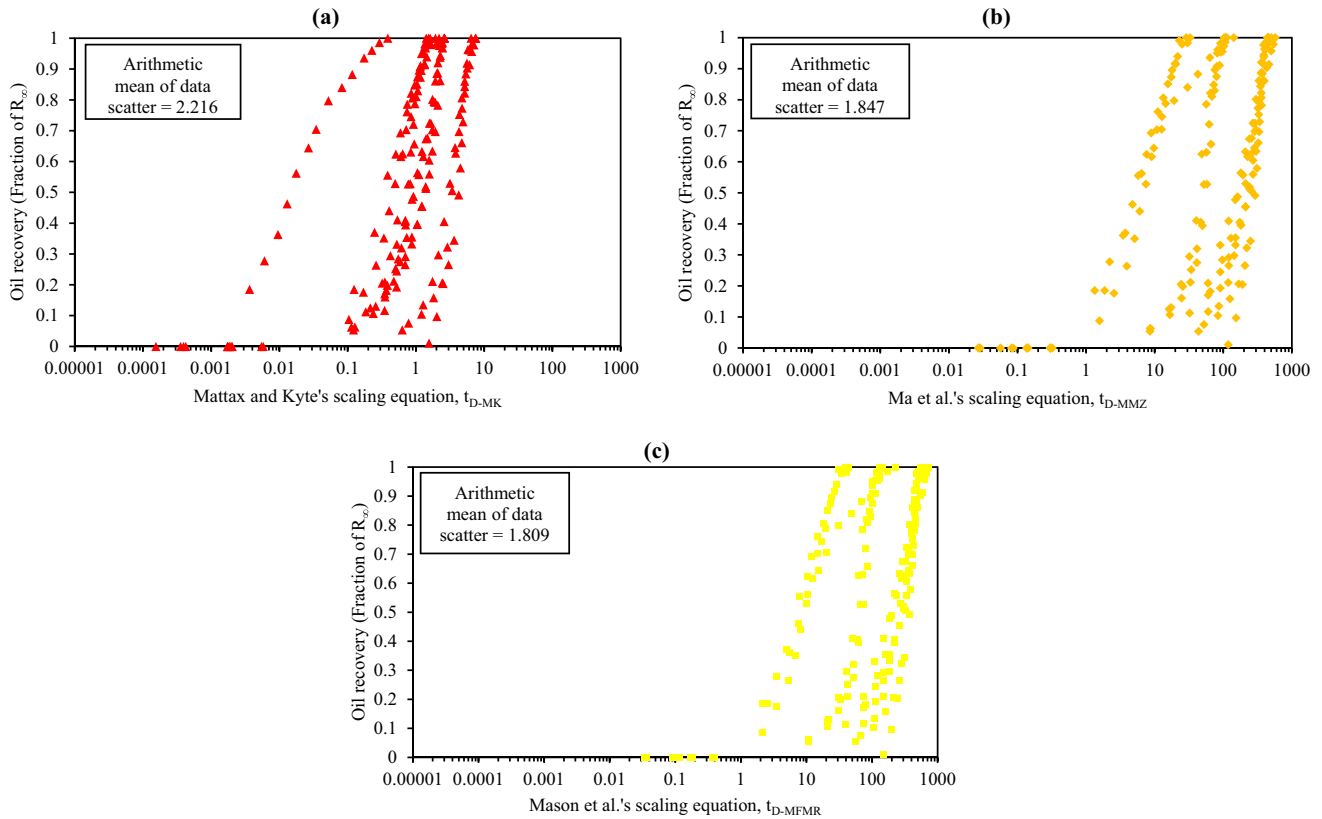 (a)
1
0.9
0.8
0.7
0.6
0.5
0.4
0.3
0.2
0.1
0
Oil recovery (Fraction of R∞)
Arithmetic
mean of data
scatter = 2.216
0.00001 0.001 0.1 10 1000
Mattax and Kyte's scaling equation, tD-MK
(b)
1
0.9
0.8
0.7
0.6
0.5
0.4
0.3
0.2
0.1
0
Oil recovery (Fraction of R∞)
Arithmetic
mean of data
scatter = 1.847
0.00001 0.001 0.1 10 1000
0.0001 0.01 1 100
Ma et al.'s scaling equation, tD-MMZ
(c)
1
0.9
0.8
0.7
0.6
0.5
0.4
0.3
0.2
0.1
0
Oil recovery (Fraction of R∞)
Arithmetic
mean of data
scatter = 1.809
0.00001 0.0001 0.001 0.01 0.1 1 10 100 1000
Mason et al.'s scaling equation, tD-MFMR